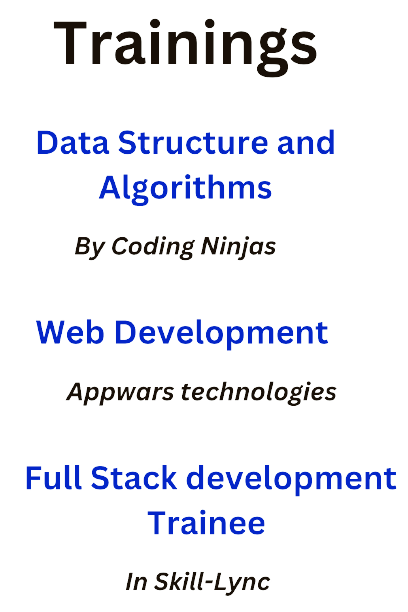 Trainings
Data Structure and
Algorithms
By Coding Ninjas
Web Development
Appwars technologies
Full Stack development
Trainee
In Skill-Lync